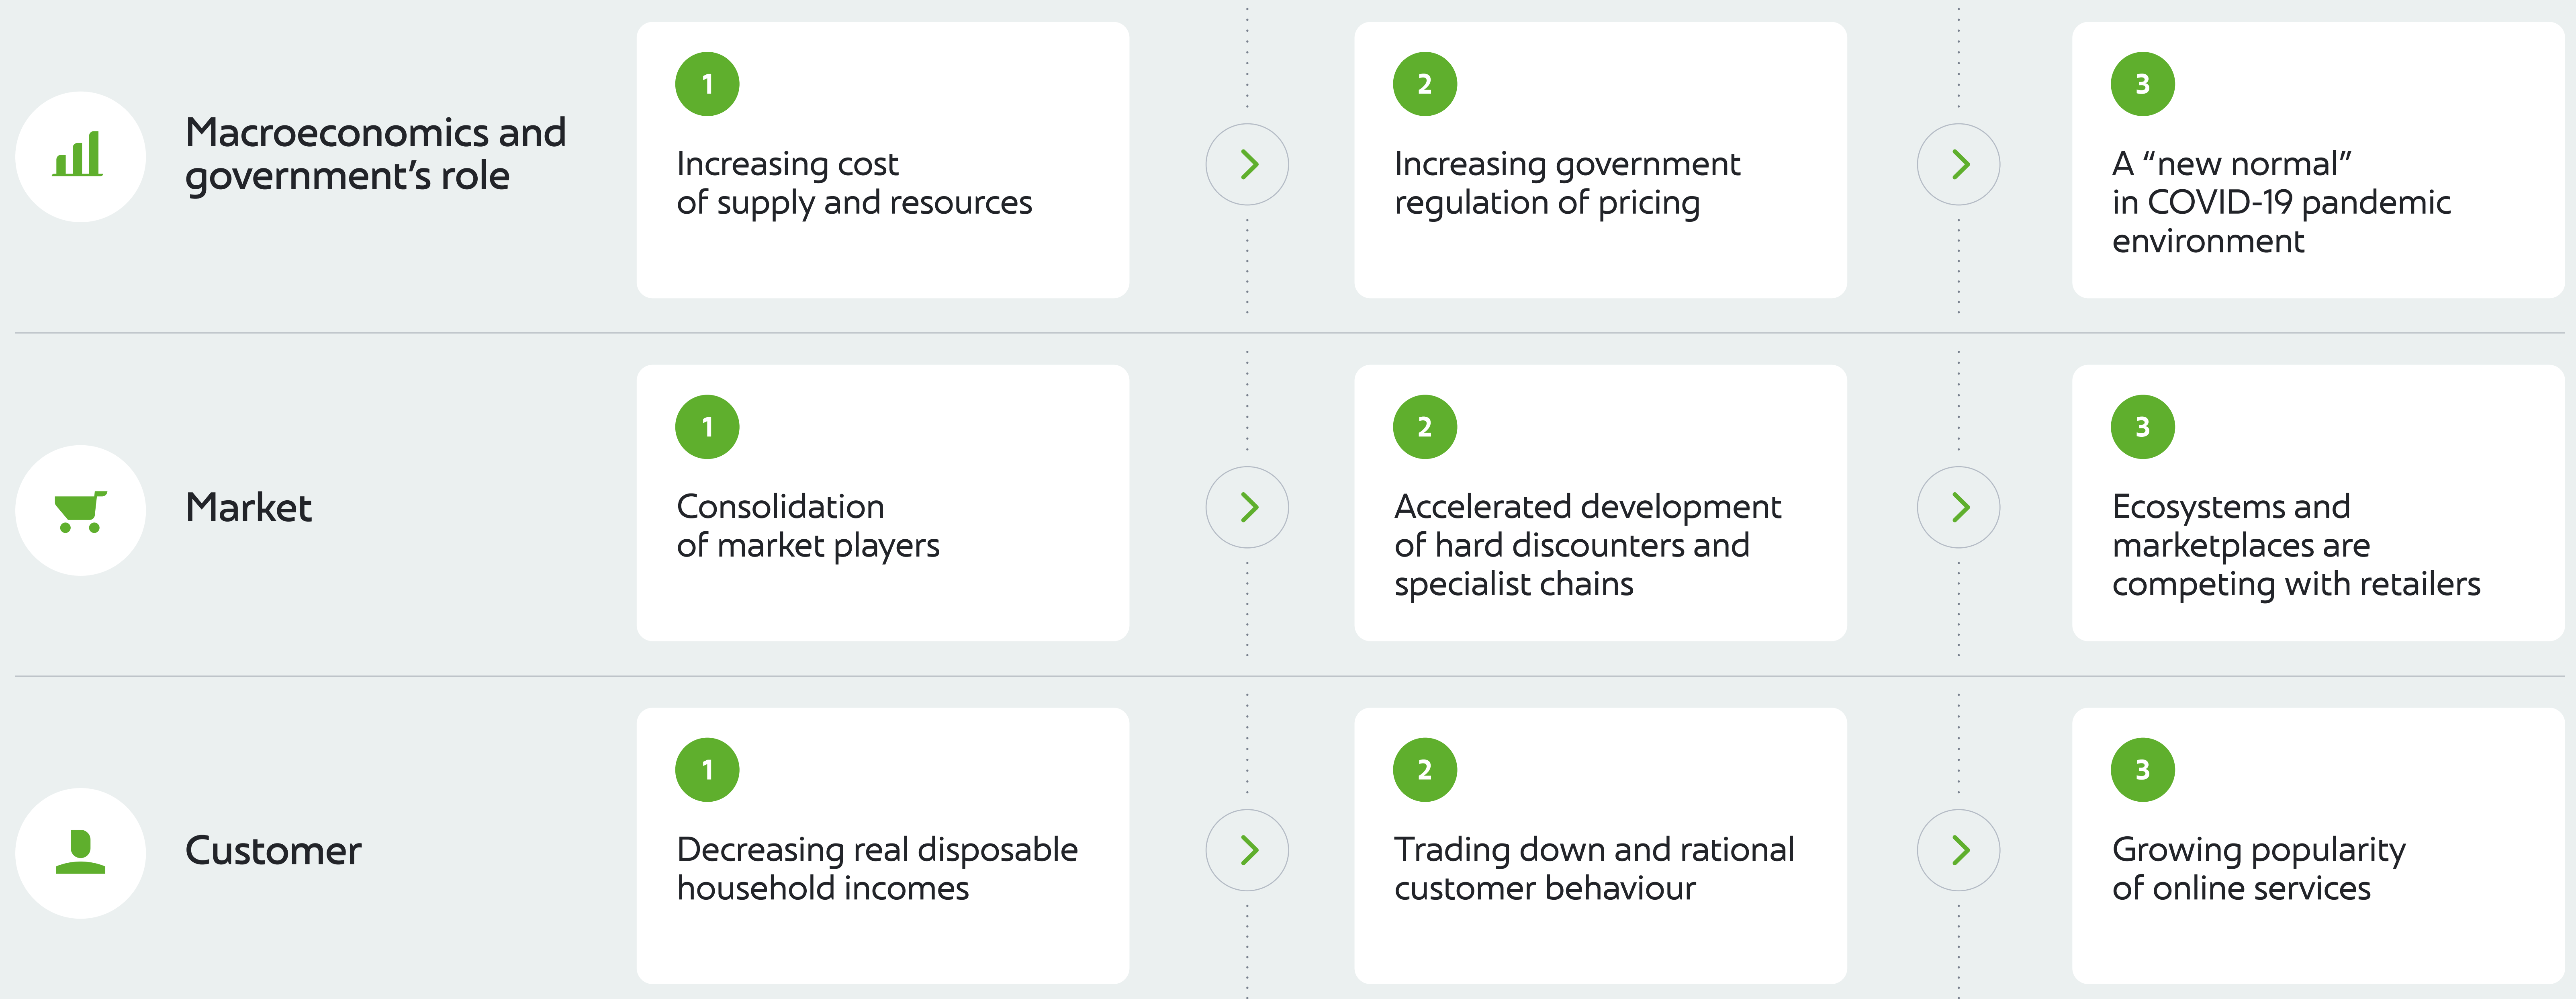 Macroeconomics and
government’s role
1
Increasing cost
of supply and resources
2
Increasing government
regulation of pricing
3
A “new normal”
in COVID-19 pandemic
environment
Market
1
Consolidation
of market players
2
Accelerated development
of hard discounters and
specialist chains
3
Ecosystems and
marketplaces are
competing with retailers
Customer
1
Decreasing real disposable
household incomes
2
Trading down and rational
customer behaviour
3
Growing popularity
of online services